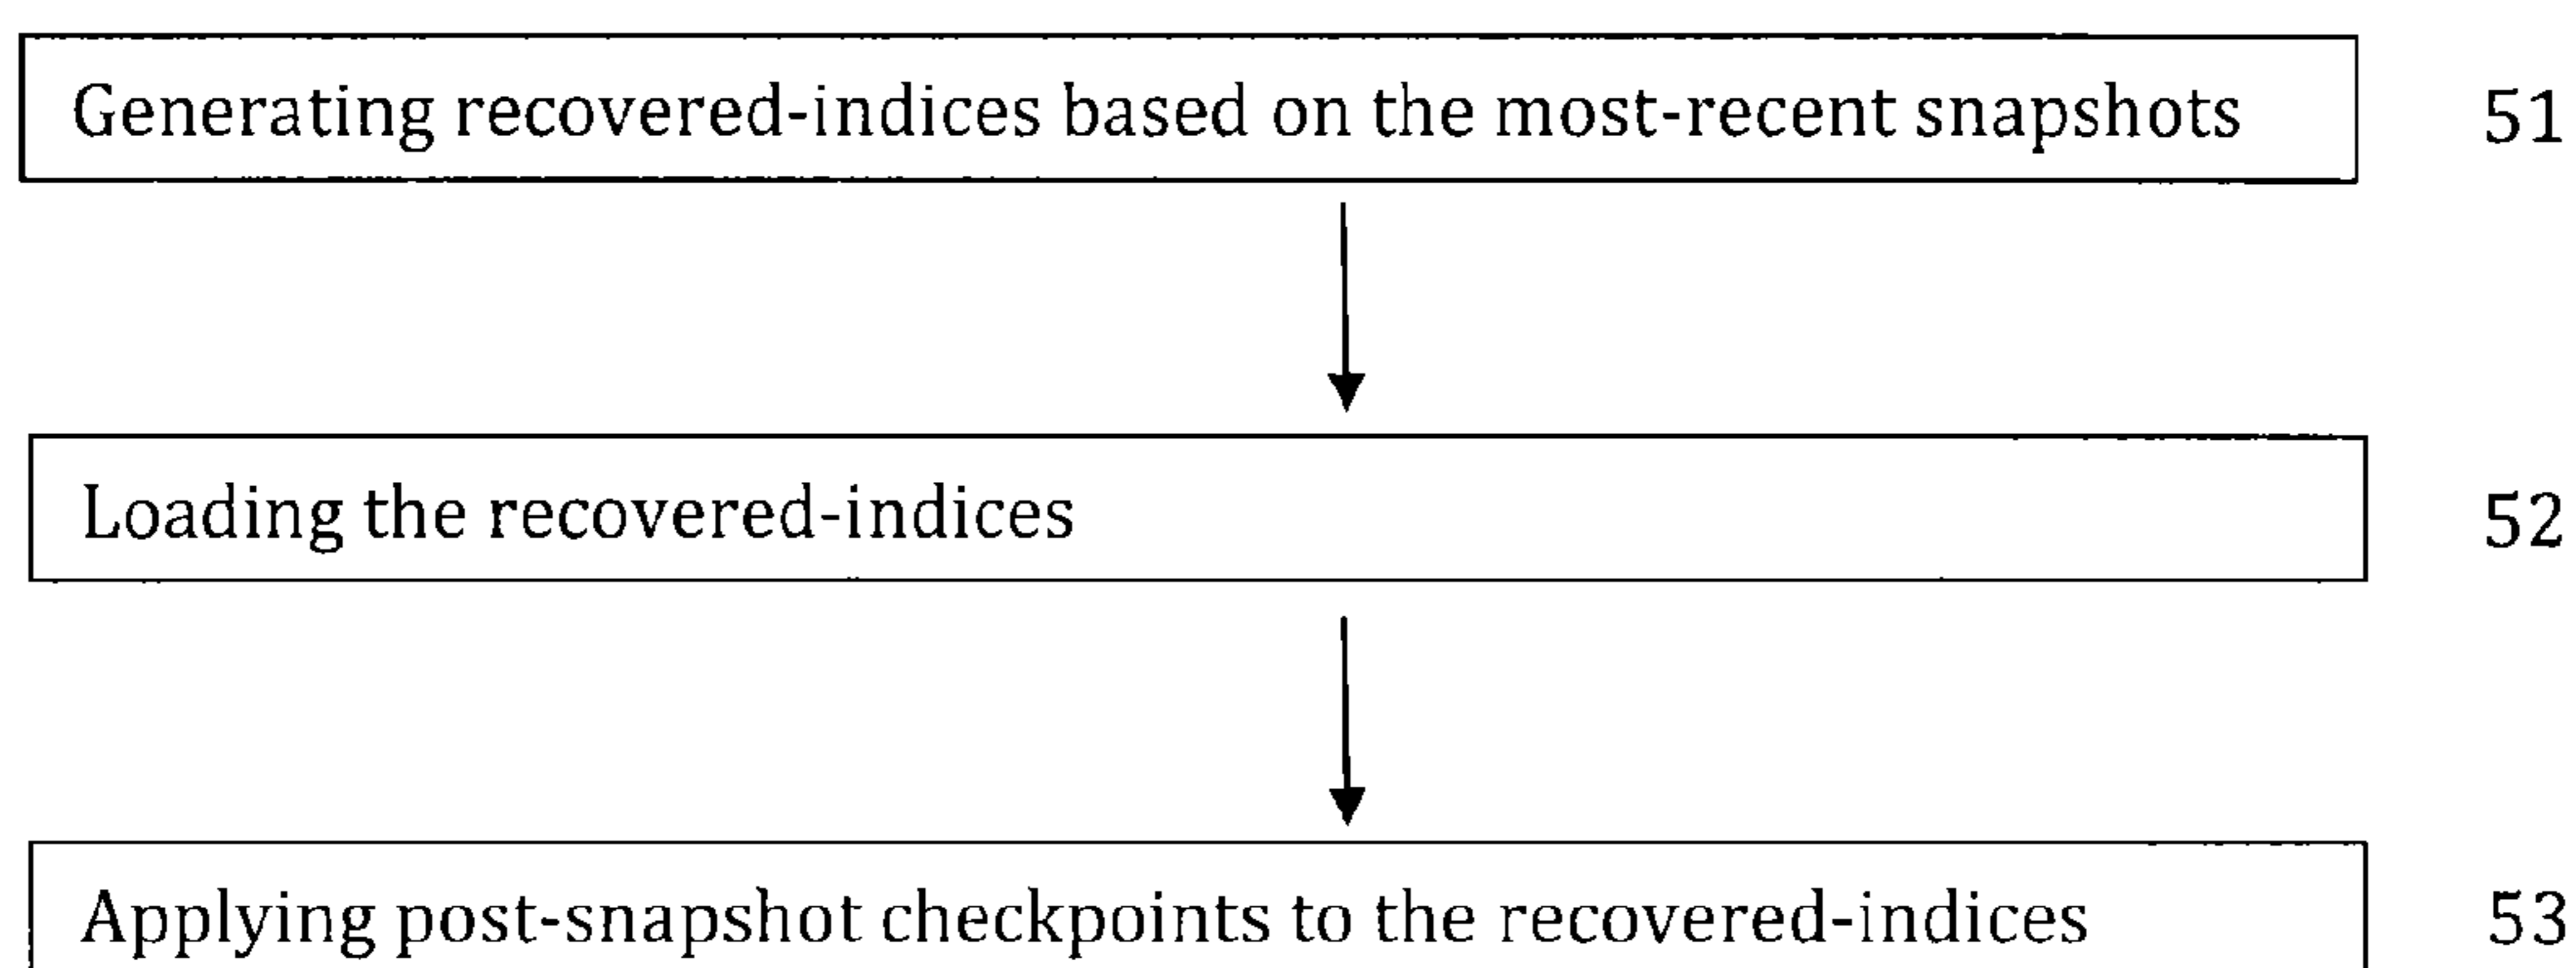 Generating recovered-indices based on the most-recent snapshots 51
Loading the recovered-indices 52
Applying post-snapshot checkpoints to the recovered-indices 53